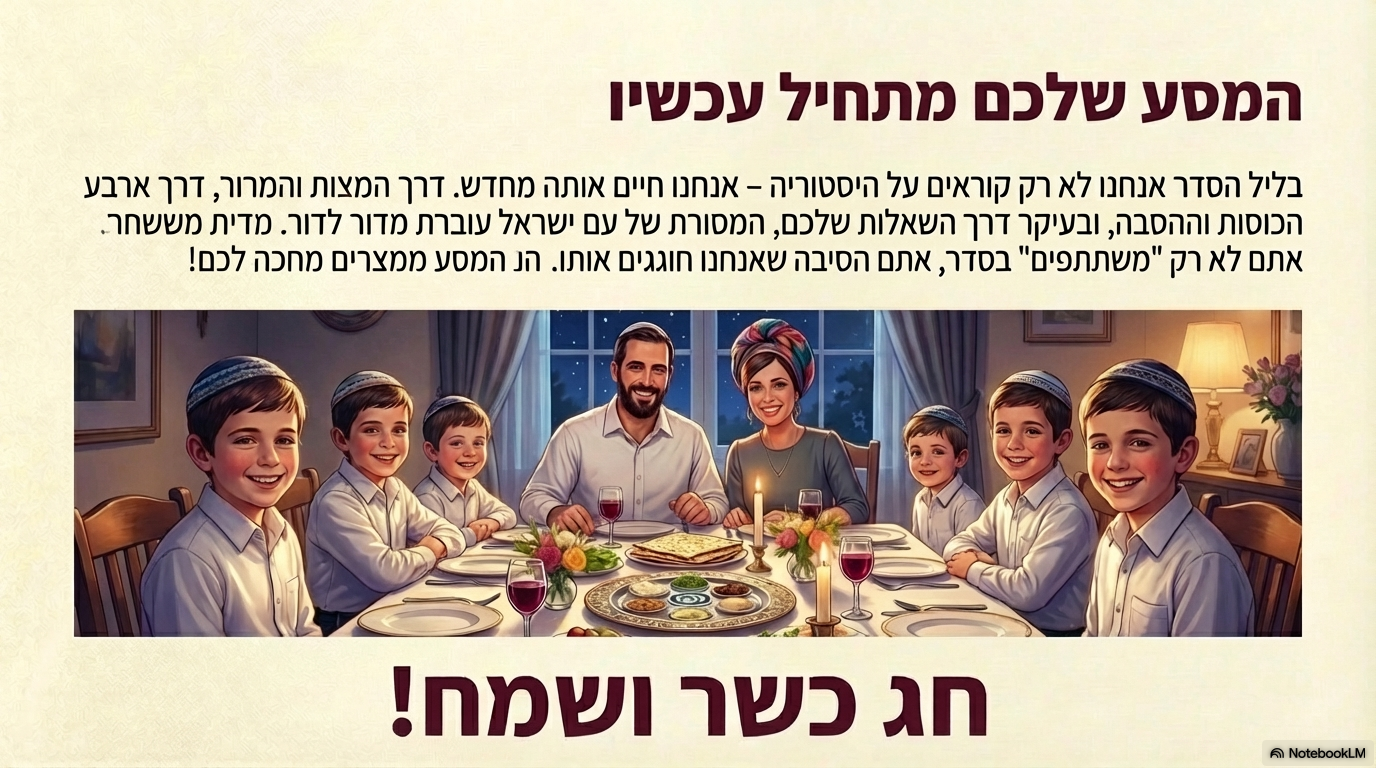 המסע שלכם מתחיל עכשיו
בליל הסדר אנחנו לא רק קוראים על היסטוריה – אנחנו חיים אותה מחדש. דרך המצות והמרור, דרך ארבע
הכוסות וההסבה, ובעיקר דרך השאלות שלכם, המסורת של עם ישראל עוברת מדור לדור. מדית מששחר.
אתם לא רק "משתתפים" בסדר, אתם הסיבה שאנחנו חוגגים אותו. הנ המסע ממצרים מחכה לכם!
חג כשר ושמח!
NotebookLM